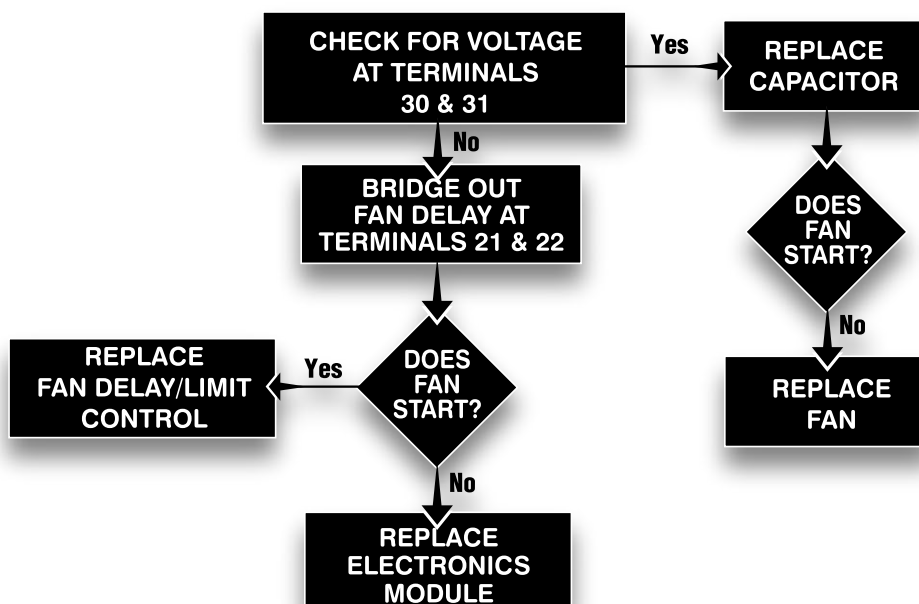 CHECK FOR VOLTAGE
AT TERMINALS
30 & 31
Yes
REPLACE
CAPACITOR
No
BRIDGE OUT
FAN DELAY AT
TERMINALS 21 & 22
DOES
FAN
START?
No
REPLACE
FAN
DOES
FAN
START?
Yes
REPLACE
FAN DELAY/LIMIT
CONTROL
No
REPLACE
ELECTRONICS
MODULE